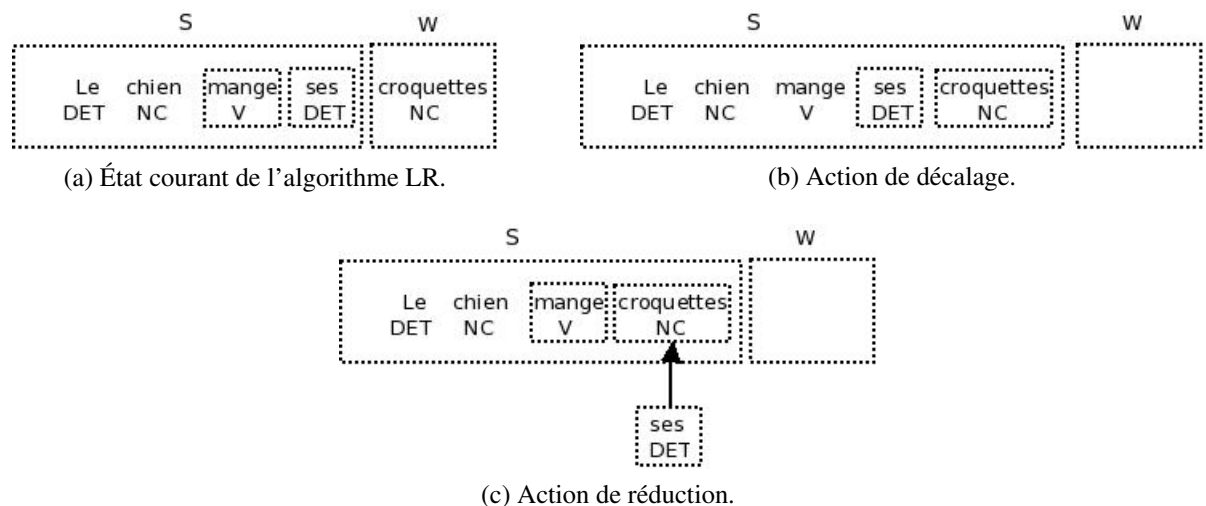 S W
Le chien mange ses croquettes
DET NC V DET NC
(a) État courant de l'algorithme LR.
S W
Le chien mange ses croquettes
DET NC V DET NC
(b) Action de décalage.
S W
Le chien mange croquettes
DET NC V NC
ses
DET
(c) Action de réduction.